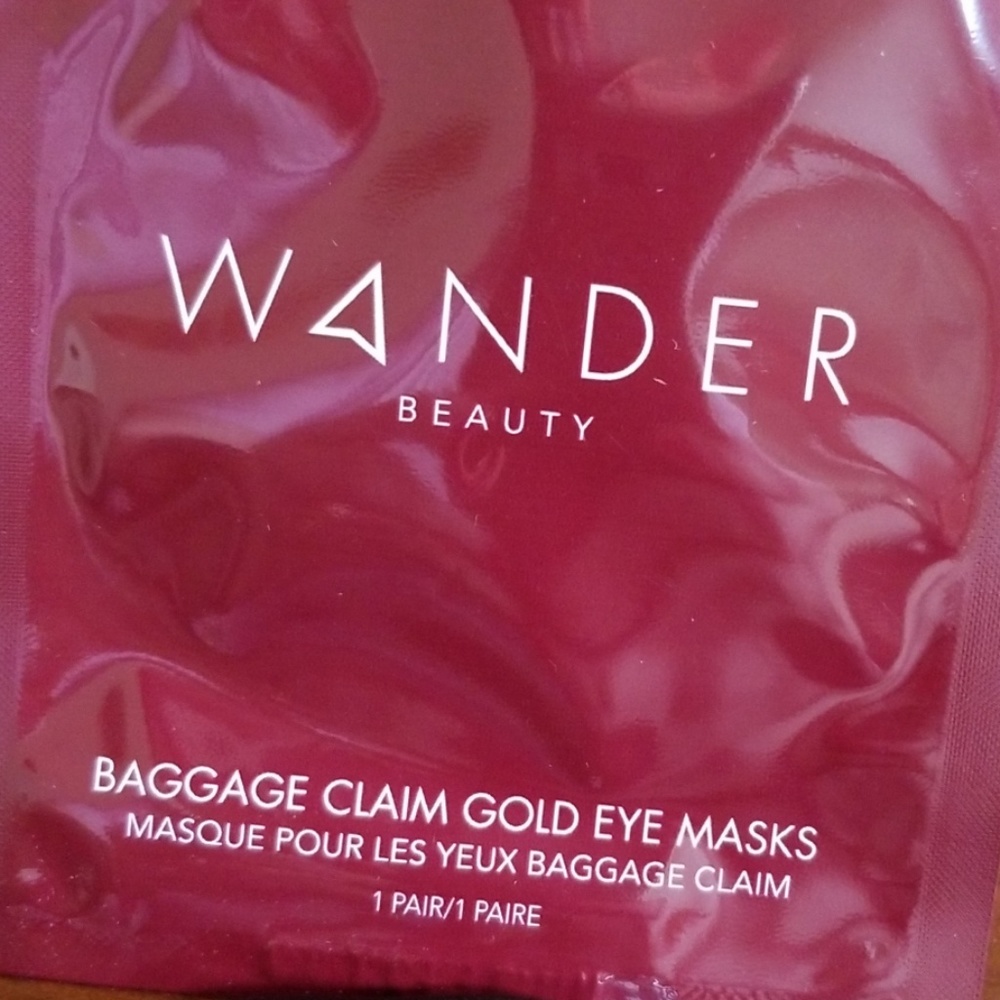 WANDER
BEAUTY
BAGGAGE CLAIM GOLD EYE MASKS
MASQUE POUR LES YEUX BAGGAGE CLAIM
1 PAIR/1 PAIRE